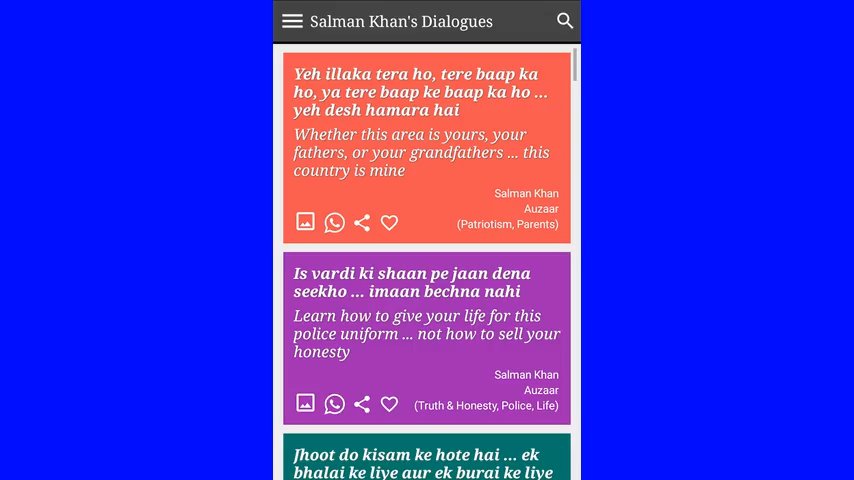 Salman Khan's Dialogues
Yeh illaka tera ho, tere baap ka
ho, ya tere baap ke baap ka ho ...
yeh desh hamara hai
Whether this area is yours, your
fathers, or your grandfathers ... this
country is mine
Salman Khan
Auzaar
(Patriotism, Parents)
Is vardi ki shaan pe jaan dena
seekho ... imaan bechna nahi
Learn how to give your life for this
police uniform ... not how to sell your
honesty
Salman Khan
Auzaar
(Truth & Honesty, Police, Life)
Jhoot do kisam ke hote hai ... ek
bhalai ke liye aur ek burai ke liye